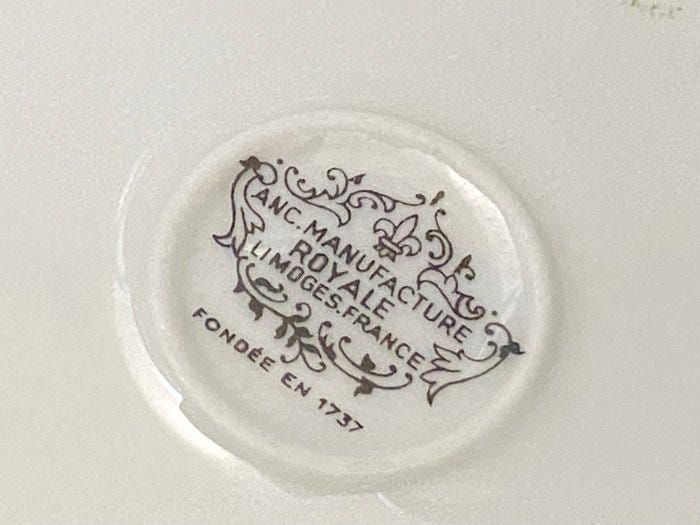 ANC. MANUFACTURE
ROYALE
LIMOGES. FRANCE
FONDÉE EN 1737